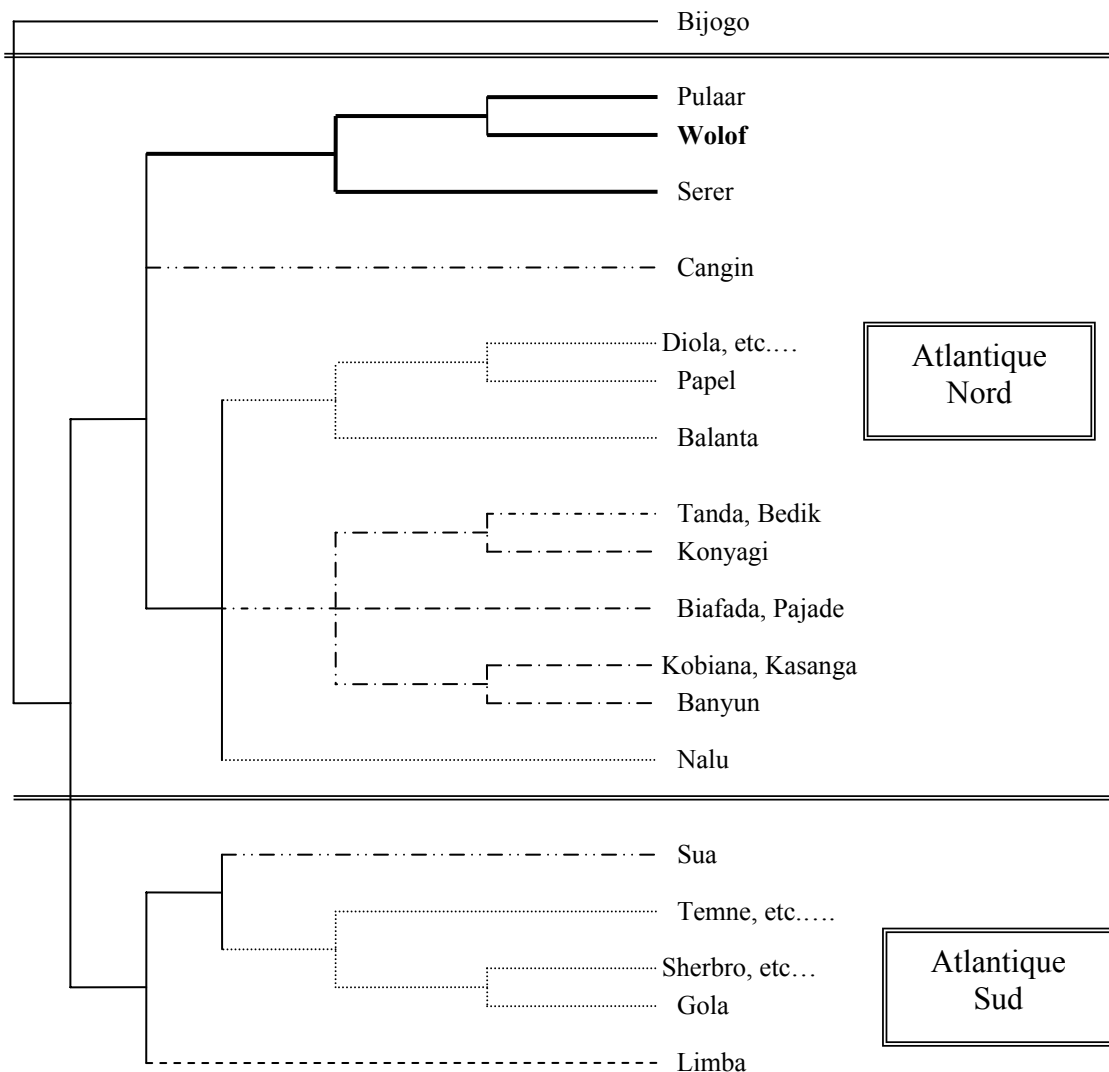 Bijogo
Pulaar
Wolof
Serer
Cangin
Diola, etc.…
Papel
Balanta
Atlantique
Nord
Tanda, Bedik
Konyagi
Biafada, Pajade
Kobiana, Kasanga
Banyun
Nalu
Sua
Temne, etc.….
Sherbro, etc…
Gola
Atlantique
Sud
Limba